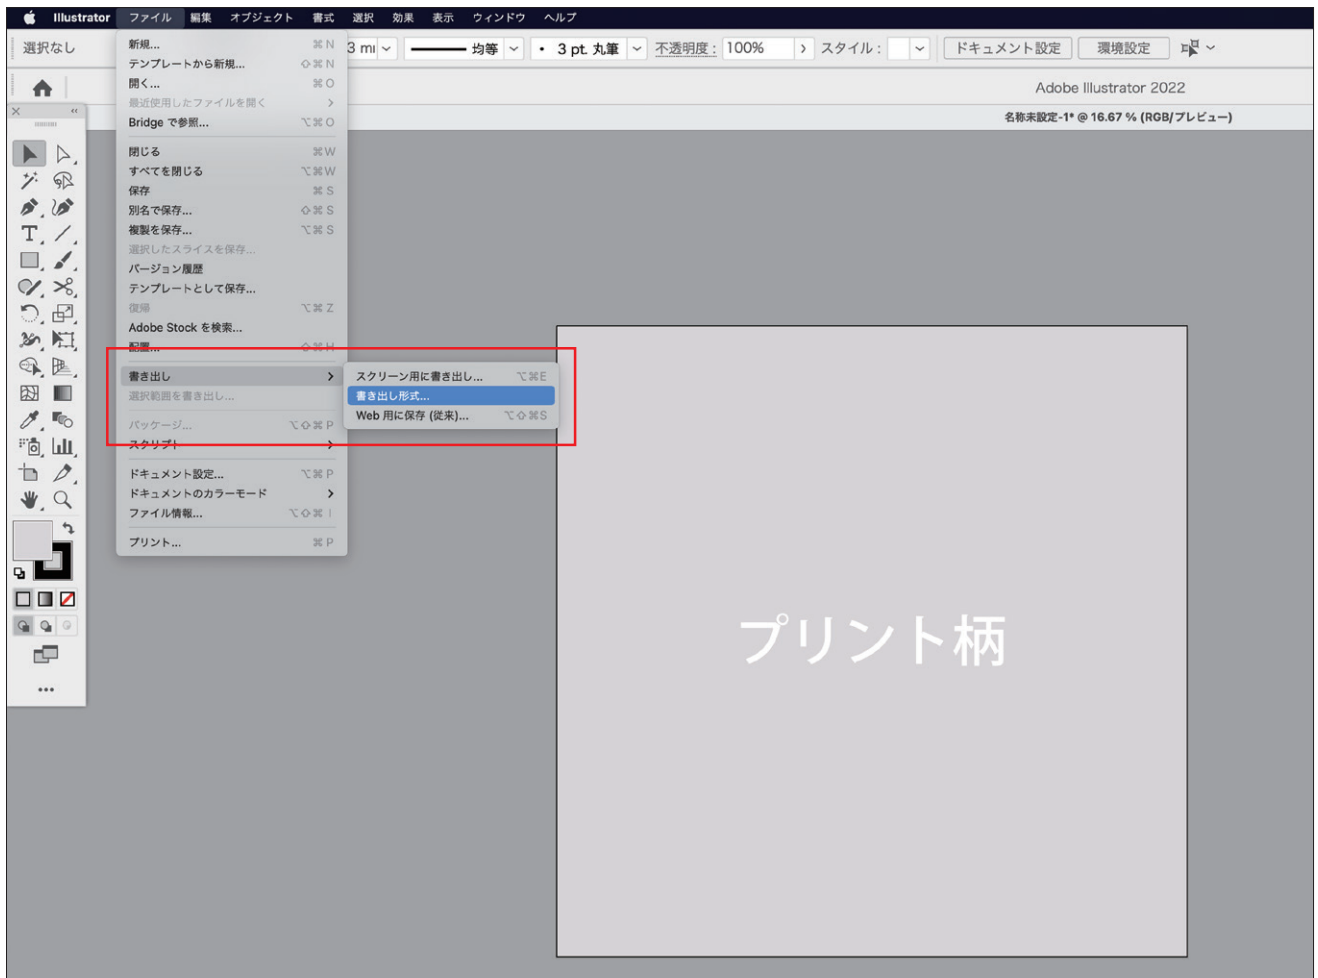 Illustrator ファイル 編集 オブジェクト 書式 選択 効果 表示 ウィンドウ ヘルプ
選択なし
均等 • 3 pt. 丸筆 不透明度 : 100% スタイル : ドキュメント設定 環境設定
Adobe Illustrator 2022
名称未設定-1* @ 16.67 % (RGB/プレビュー)
新規... ⌘ N
テンプレートから新規... ⇧ ⌘ N
開く... ⌘ O
最近使用したファイルを開く >
Bridge で参照... ⌥ ⌘ O
閉じる ⌘ W
すべてを閉じる ⌥ ⌘ W
保存 ⌘ S
別名で保存... ⇧ ⌘ S
複製を保存... ⌥ ⌘ S
選択したスライスを保存...
バージョン履歴
テンプレートとして保存...
復帰 ⌥ ⌘ Z
Adobe Stock を検索...
配置... ⇧ ⌘ H
書き出し >
選択範囲を書き出し...
パッケージ... ⌥ ⇧ ⌘ P
スクリプト >
ドキュメント設定... ⌥ ⌘ P
ドキュメントのカラーモード >
ファイル情報... ⌥ ⇧ ⌘ I
プリント... ⌘ P
スクリーン用に書き出し... ⌥ ⌘ E
書き出し形式...
Web 用に保存 (従来)... ⌥ ⇧ ⌘ S
プリント柄